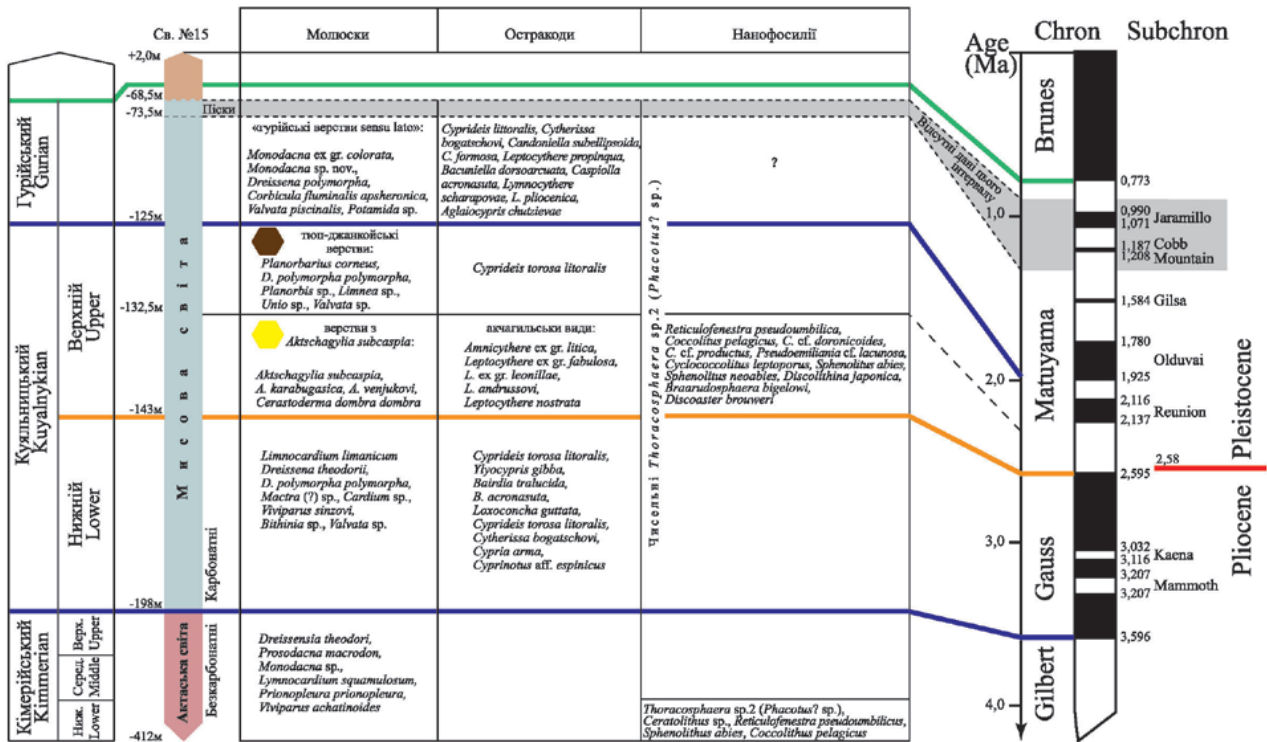 Св. №15
Молюски
Остракоди
Нанофосилії
Age
(Ma)
Chron
Subchron
+2,0м
-68,5м
-73,5м
-125м
-132,5м
-143м
-198м
-412м
Гурійський
Gurian
Куяльницький
Kuyalnykian
Верхній
Upper
Нижній
Lower
Кімерійський
Kimmerian
Верх.
Upper
Серед.
Middle
Ниж.
Lower
Мисова світа
Актаська світа
Карбонатні
Безкарбонатні
Піски
«гурійські верстви sensu lato»:
Monodacna ex gr. colorata,
Monodacna sp. nov.,
Dreissena polymorpha,
Corbicula fluminalis apsheronica,
Valvata piscinalis, Potamida sp.
Cyprideis littoralis, Cytherissa
bogatschovi, Candoniella subellipsoida,
C. formosa, Leptocythere propinqua,
Bacuniella dorsoarcuata, Caspiolla
acronasuta, Lymnocythere
scharapovae, L. pliocenica,
Aglaiocypris chutzievae
?
тюп-джанкойські
верстви:
Planorbarius corneus,
D. polymorpha polymorpha,
Planorbis sp., Limnea sp.,
Unio sp., Valvata sp.
Cyprideis torosa litoralis
верстви з
Aktschagylia subcaspia:
Aktschagylia subcaspia,
A. karabugasica, A. venjukovi,
Cerastoderma dombra dombra
акчагильськи види:
Amnicythere ex gr. litica,
Leptocythere ex gr. fabulosa,
L. ex gr. leonillae,
L. andrussovi,
Leptocythere nostrata
Reticulofenestra pseudoumbilica,
Coccolitus pelagicus, C. cf. doronicoides,
C. cf. productus, Pseudoemiliania cf. lacunosa,
Cyclococcolitus leptoporus, Sphenolitus abies,
Sphenolitus neoabies, Discolithina japonica,
Braarudosphaera bigelowi,
Discoaster brouweri
Limnocardium limanicum
Dreissena theodorii,
D. polymorpha polymorpha,
Mactra (?) sp., Cardium sp.,
Viviparus sinzovi,
Bithinia sp., Valvata sp.
Cyprideis torosa litoralis,
Ylyocypris gibba,
Bairdia tralucida,
B. acronasuta,
Loxoconcha guttata,
Cyprideis torosa litoralis,
Cytherissa bogatschovi,
Cypria arma,
Cyprinotus aff. espinicus
Чисельні Thoracosphaera sp.2 (Phacotus? sp.)
Dreissensia theodori,
Prosodacna macrodon,
Monodacna sp.,
Lymnocardium squamulosum,
Prionopleura prionopleura,
Viviparus achatinoides
Thoracosphaera sp.2 (Phacotus? sp.),
Ceratolithus sp., Reticulofenestra pseudoumbilicus,
Sphenolithus abies, Coccolithus pelagicus
Відсутні дані цього
інтервалу
1,0
2,0
3,0
4,0
Brunes
Matuyama
Gauss
Gilbert
0,773
0,990
1,071
Jaramillo
1,187
1,208
Cobb
Mountain
1,584
Gilsa
1,780
Olduvai
1,925
2,116
Reunion
2,137
2,58
2,595
3,032
3,116
Kaena
3,207
Mammoth
3,207
3,596
Pleistocene
Pliocene